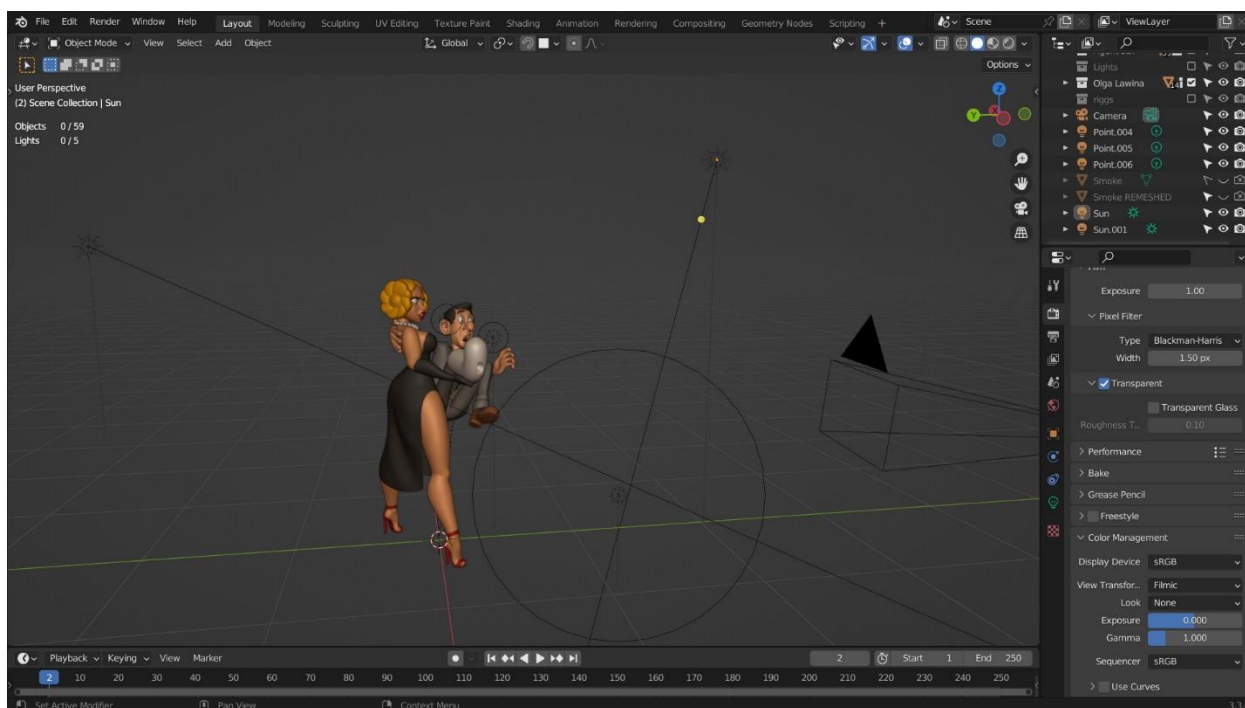 File Edit Render Window Help Layout Modeling Sculpting UV Editing Texture Paint Shading Animation Rendering Compositing Geometry Nodes Scripting + Scene ViewLayer
Object Mode View Select Add Object Global
Options
User Perspective
(2) Scene Collection | Sun
Objects 0 / 59
Lights 0 / 5
Y
Z
X
Lights
Olga Lawina 14
riggs
Camera
Point.004
Point.005
Point.006
Smoke
Smoke REMESHED
Sun
Sun.001
Exposure 1.00
Pixel Filter
Type Blackman-Harris
Width 1.50 px
Transparent
Transparent Glass
Roughness T... 0.10
Performance
Bake
Grease Pencil
Freestyle
Color Management
Display Device sRGB
View Transfor... Filmic
Look None
Exposure 0.000
Gamma 1.000
Sequencer sRGB
Use Curves
Playback Keying View Marker 2 Start 1 End 250
2 10 20 30 40 50 60 70 80 90 100 110 120 130 140 150 160 170 180 190 200 210 220 230 240 250
Set Active Modifier Pan View Context Menu 3.3